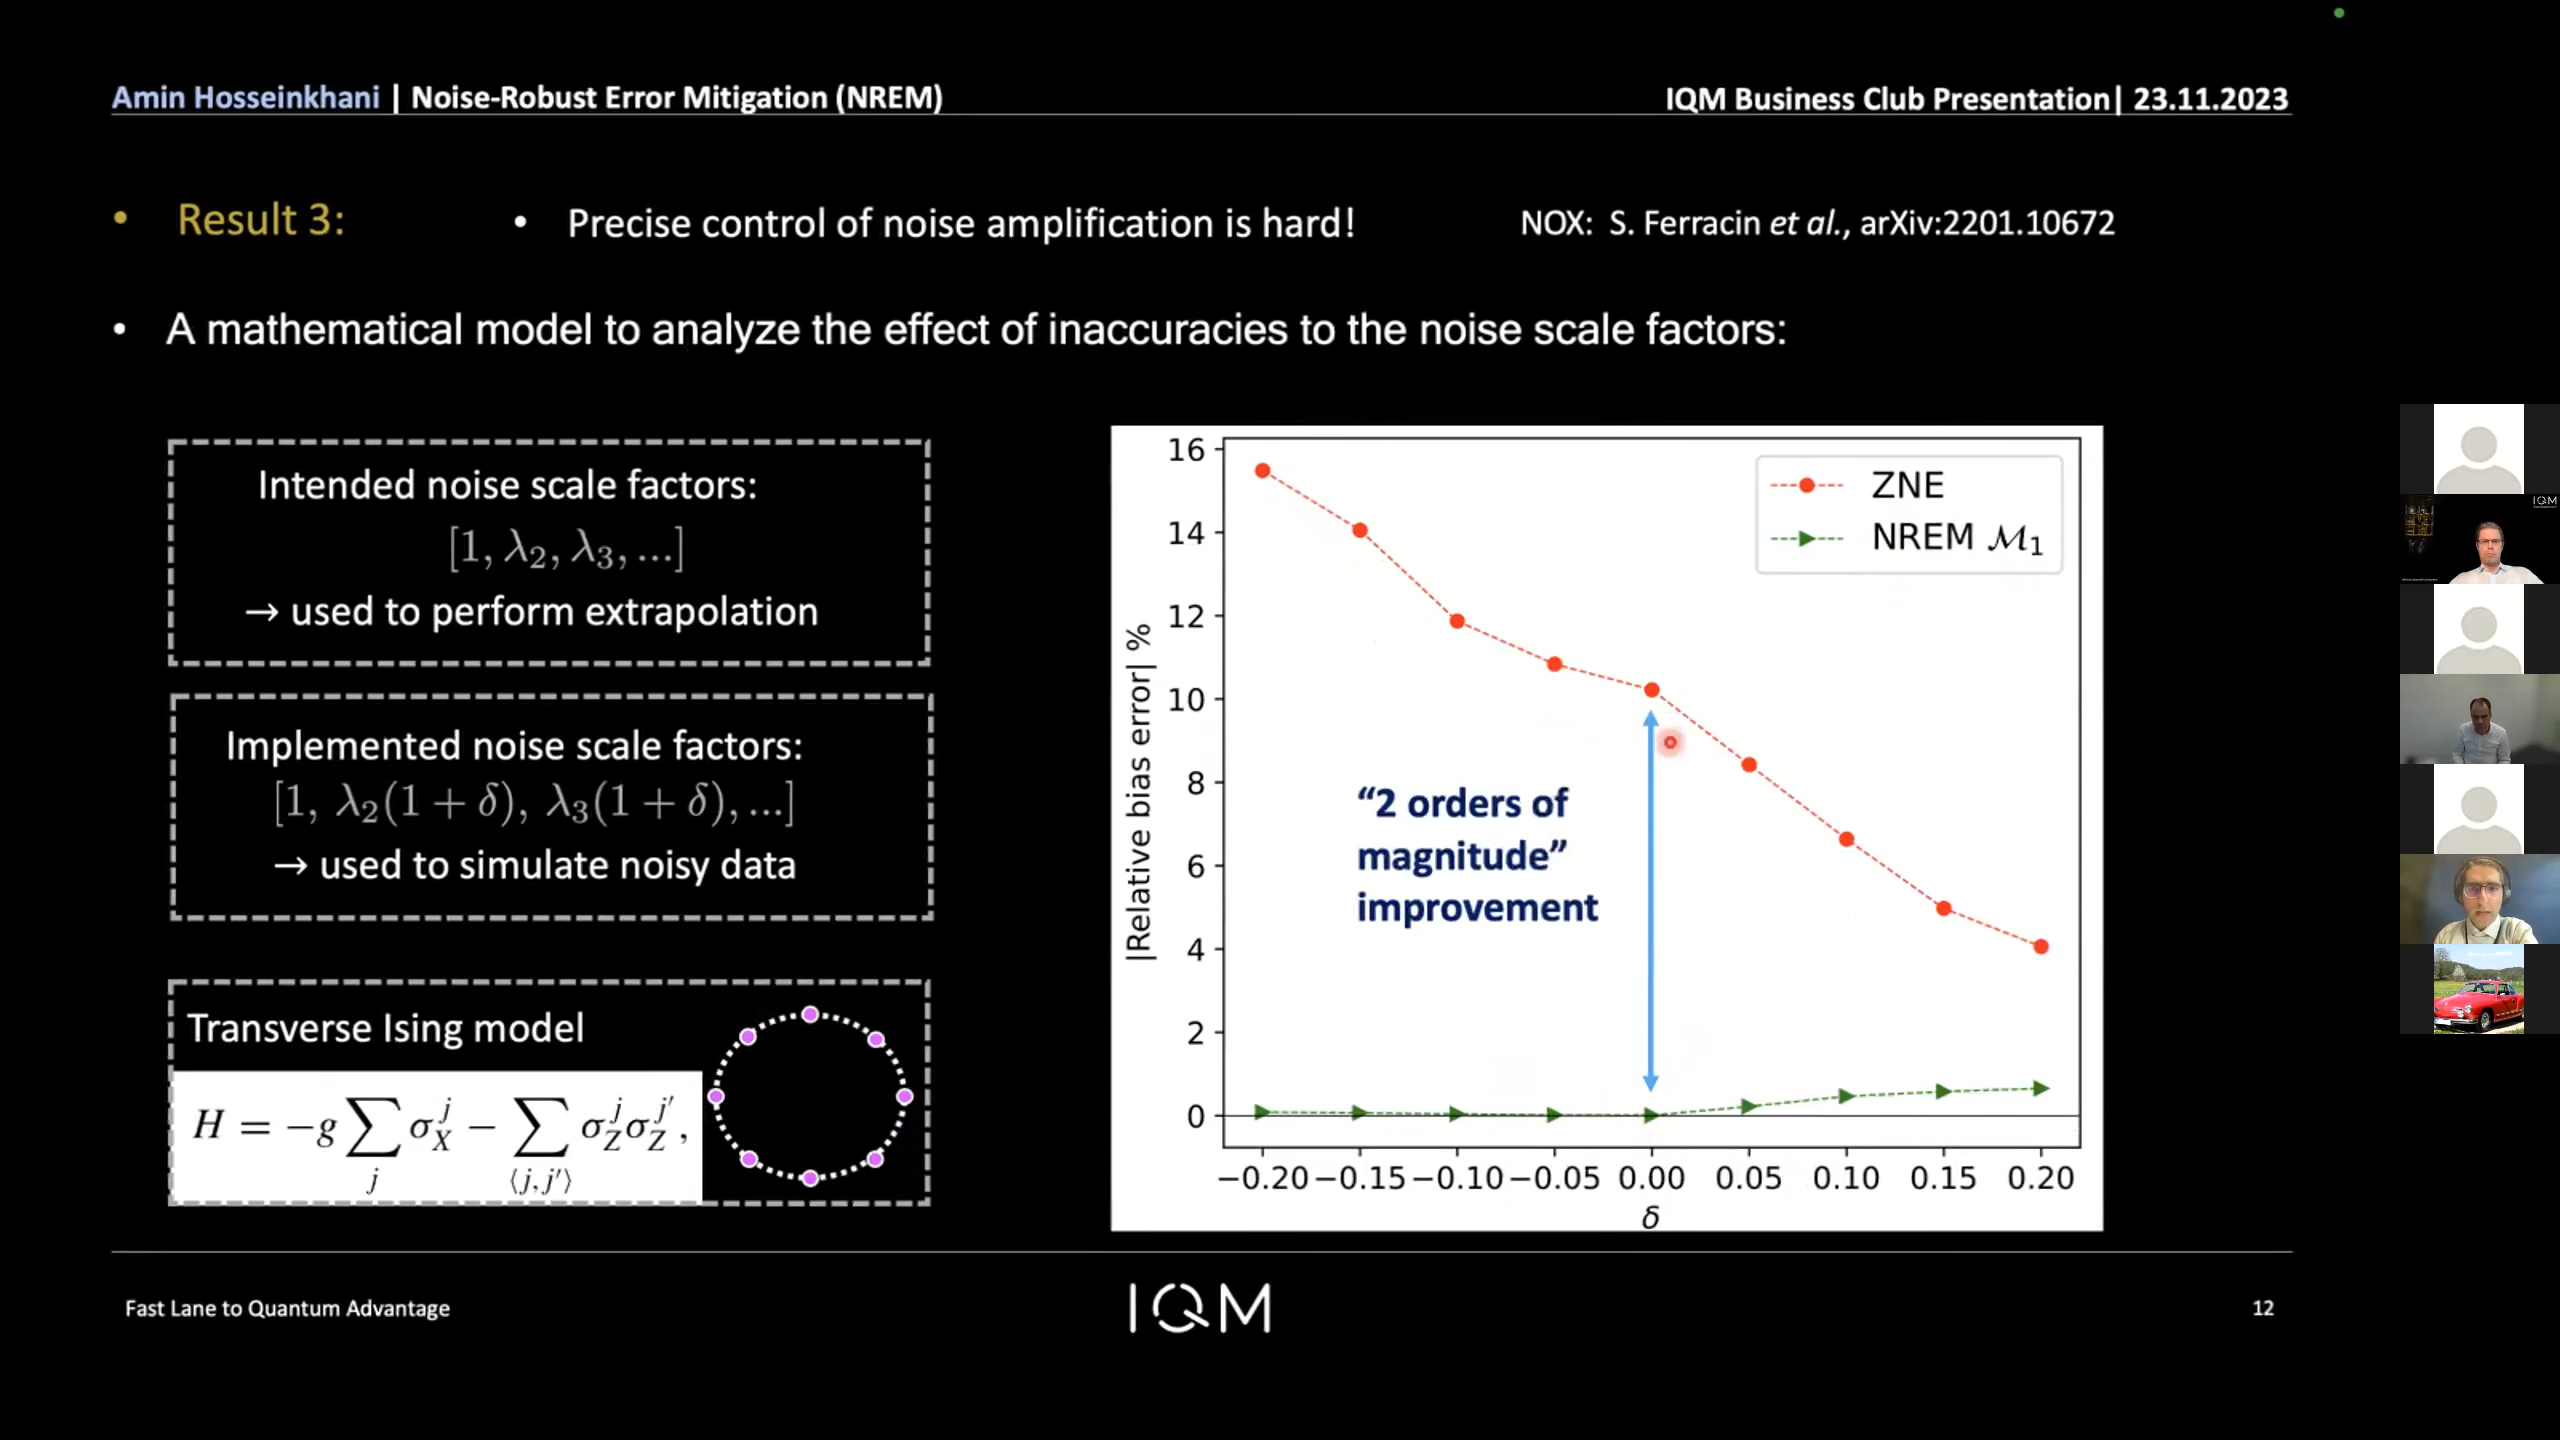 Amin Hosseinkhani | Noise-Robust Error Mitigation (NREM)
IQM Business Club Presentation| 23.11.2023
• Result 3:
• Precise control of noise amplification is hard!
NOX: S. Ferracin et al., arXiv:2201.10672
• A mathematical model to analyze the effect of inaccuracies to the noise scale factors:
Intended noise scale factors:
[1, λ₂, λ₃, ...]
→ used to perform extrapolation
Implemented noise scale factors:
[1, λ₂(1 + δ), λ₃(1 + δ), ...]
→ used to simulate noisy data
Transverse Ising model
H = −g ∑_j σ_X^j − ∑_⟨j,j′⟩ σ_Z^j σ_Z^j′ ,
|Relative bias error| %
16
14
12
10
8
6
4
2
0
ZNE
NREM ℳ₁
“2 orders of
magnitude”
improvement
−0.20 −0.15 −0.10 −0.05 0.00 0.05 0.10 0.15 0.20
δ
IQM
Fast Lane to Quantum Advantage
IQM
12